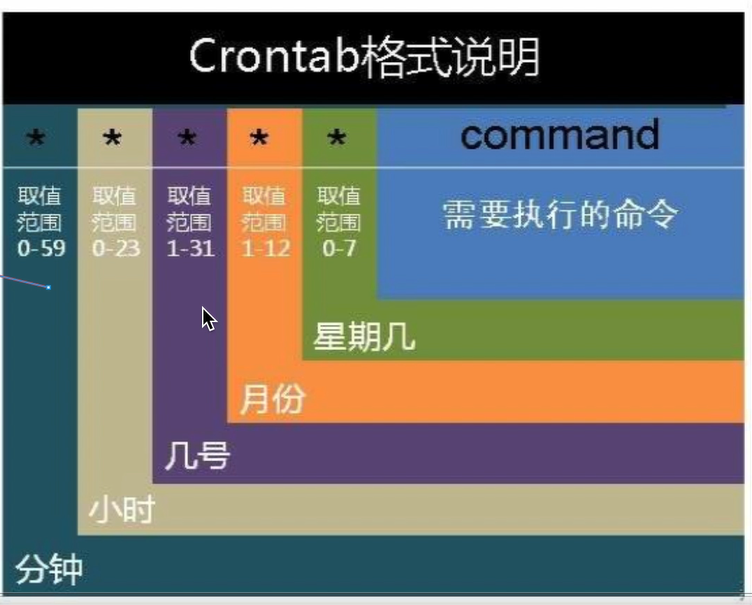 Crontab格式说明
* * * * * command
取值 取值 取值 取值 取值
范围 范围 范围 范围 范围
0-59 0-23 1-31 1-12 0-7
需要执行的命令
星期几
月份
几号
小时
分钟